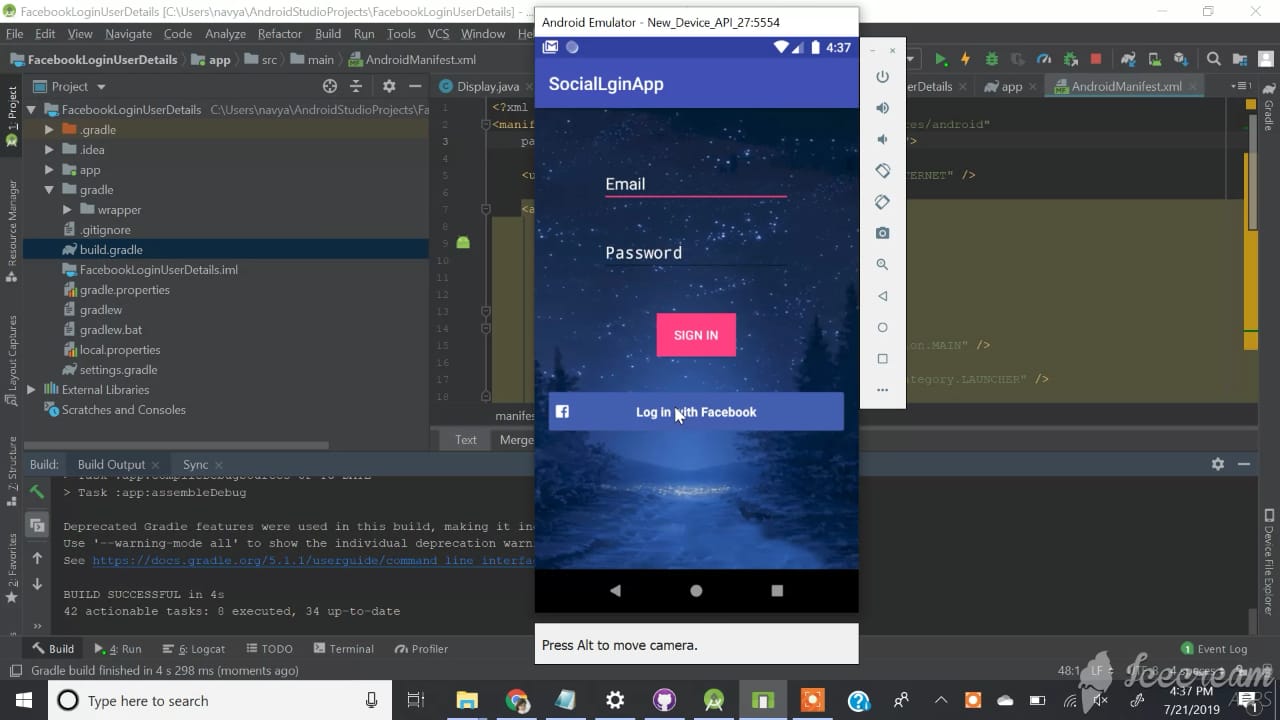 FacebookLoginUserDetails [C:\Users\navya\AndroidStudioProjects\FacebookLoginUserDetails] - ...
File Edit View Navigate Code Analyze Refactor Build Run Tools VCS Window He
FacebookLoginUserDetails app src main AndroidManifest.xml
Project
Display.java
erDetails app AndroidManifest.xml
FacebookLoginUserDetails C:\Users\navya\AndroidStudioProjects\Fa
.gradle
.idea
app
gradle
wrapper
.gitignore
build.gradle
FacebookLoginUserDetails.iml
gradle.properties
gradlew
gradlew.bat
local.properties
settings.gradle
External Libraries
Scratches and Consoles
1: Project
Resource Manager
Layout Captures
Z: Structure
2: Favorites
1 <?xml
2 <manif
res/android"
3 pa
">
4
5 <u
TERNET" />
6
7 <a
8
9
10
11
12
13
14
15
on.MAIN" />
16
17
ategory.LAUNCHER" />
18
manifes
Text Merge
Gradle
Device File Explorer
Android Emulator - New_Device_API_27:5554
4:37
SocialLginApp
Email
Password
SIGN IN
Log in with Facebook
Press Alt to move camera.
Build: Build Output Sync
> Task :app:assembleDebug
Deprecated Gradle features were used in this build, making it inc
Use '--warning-mode all' to show the individual deprecation warn
See https://docs.gradle.org/5.1.1/userguide/command_line_interfa
BUILD SUCCESSFUL in 4s
42 actionable tasks: 8 executed, 34 up-to-date
Build 4: Run 6: Logcat TODO Terminal Profiler 1 Event Log
Gradle build finished in 4 s 298 ms (moments ago) 48:1 LF 4 spaces
Icecream
APPS
Type here to search
4:37 PM
7/21/2019